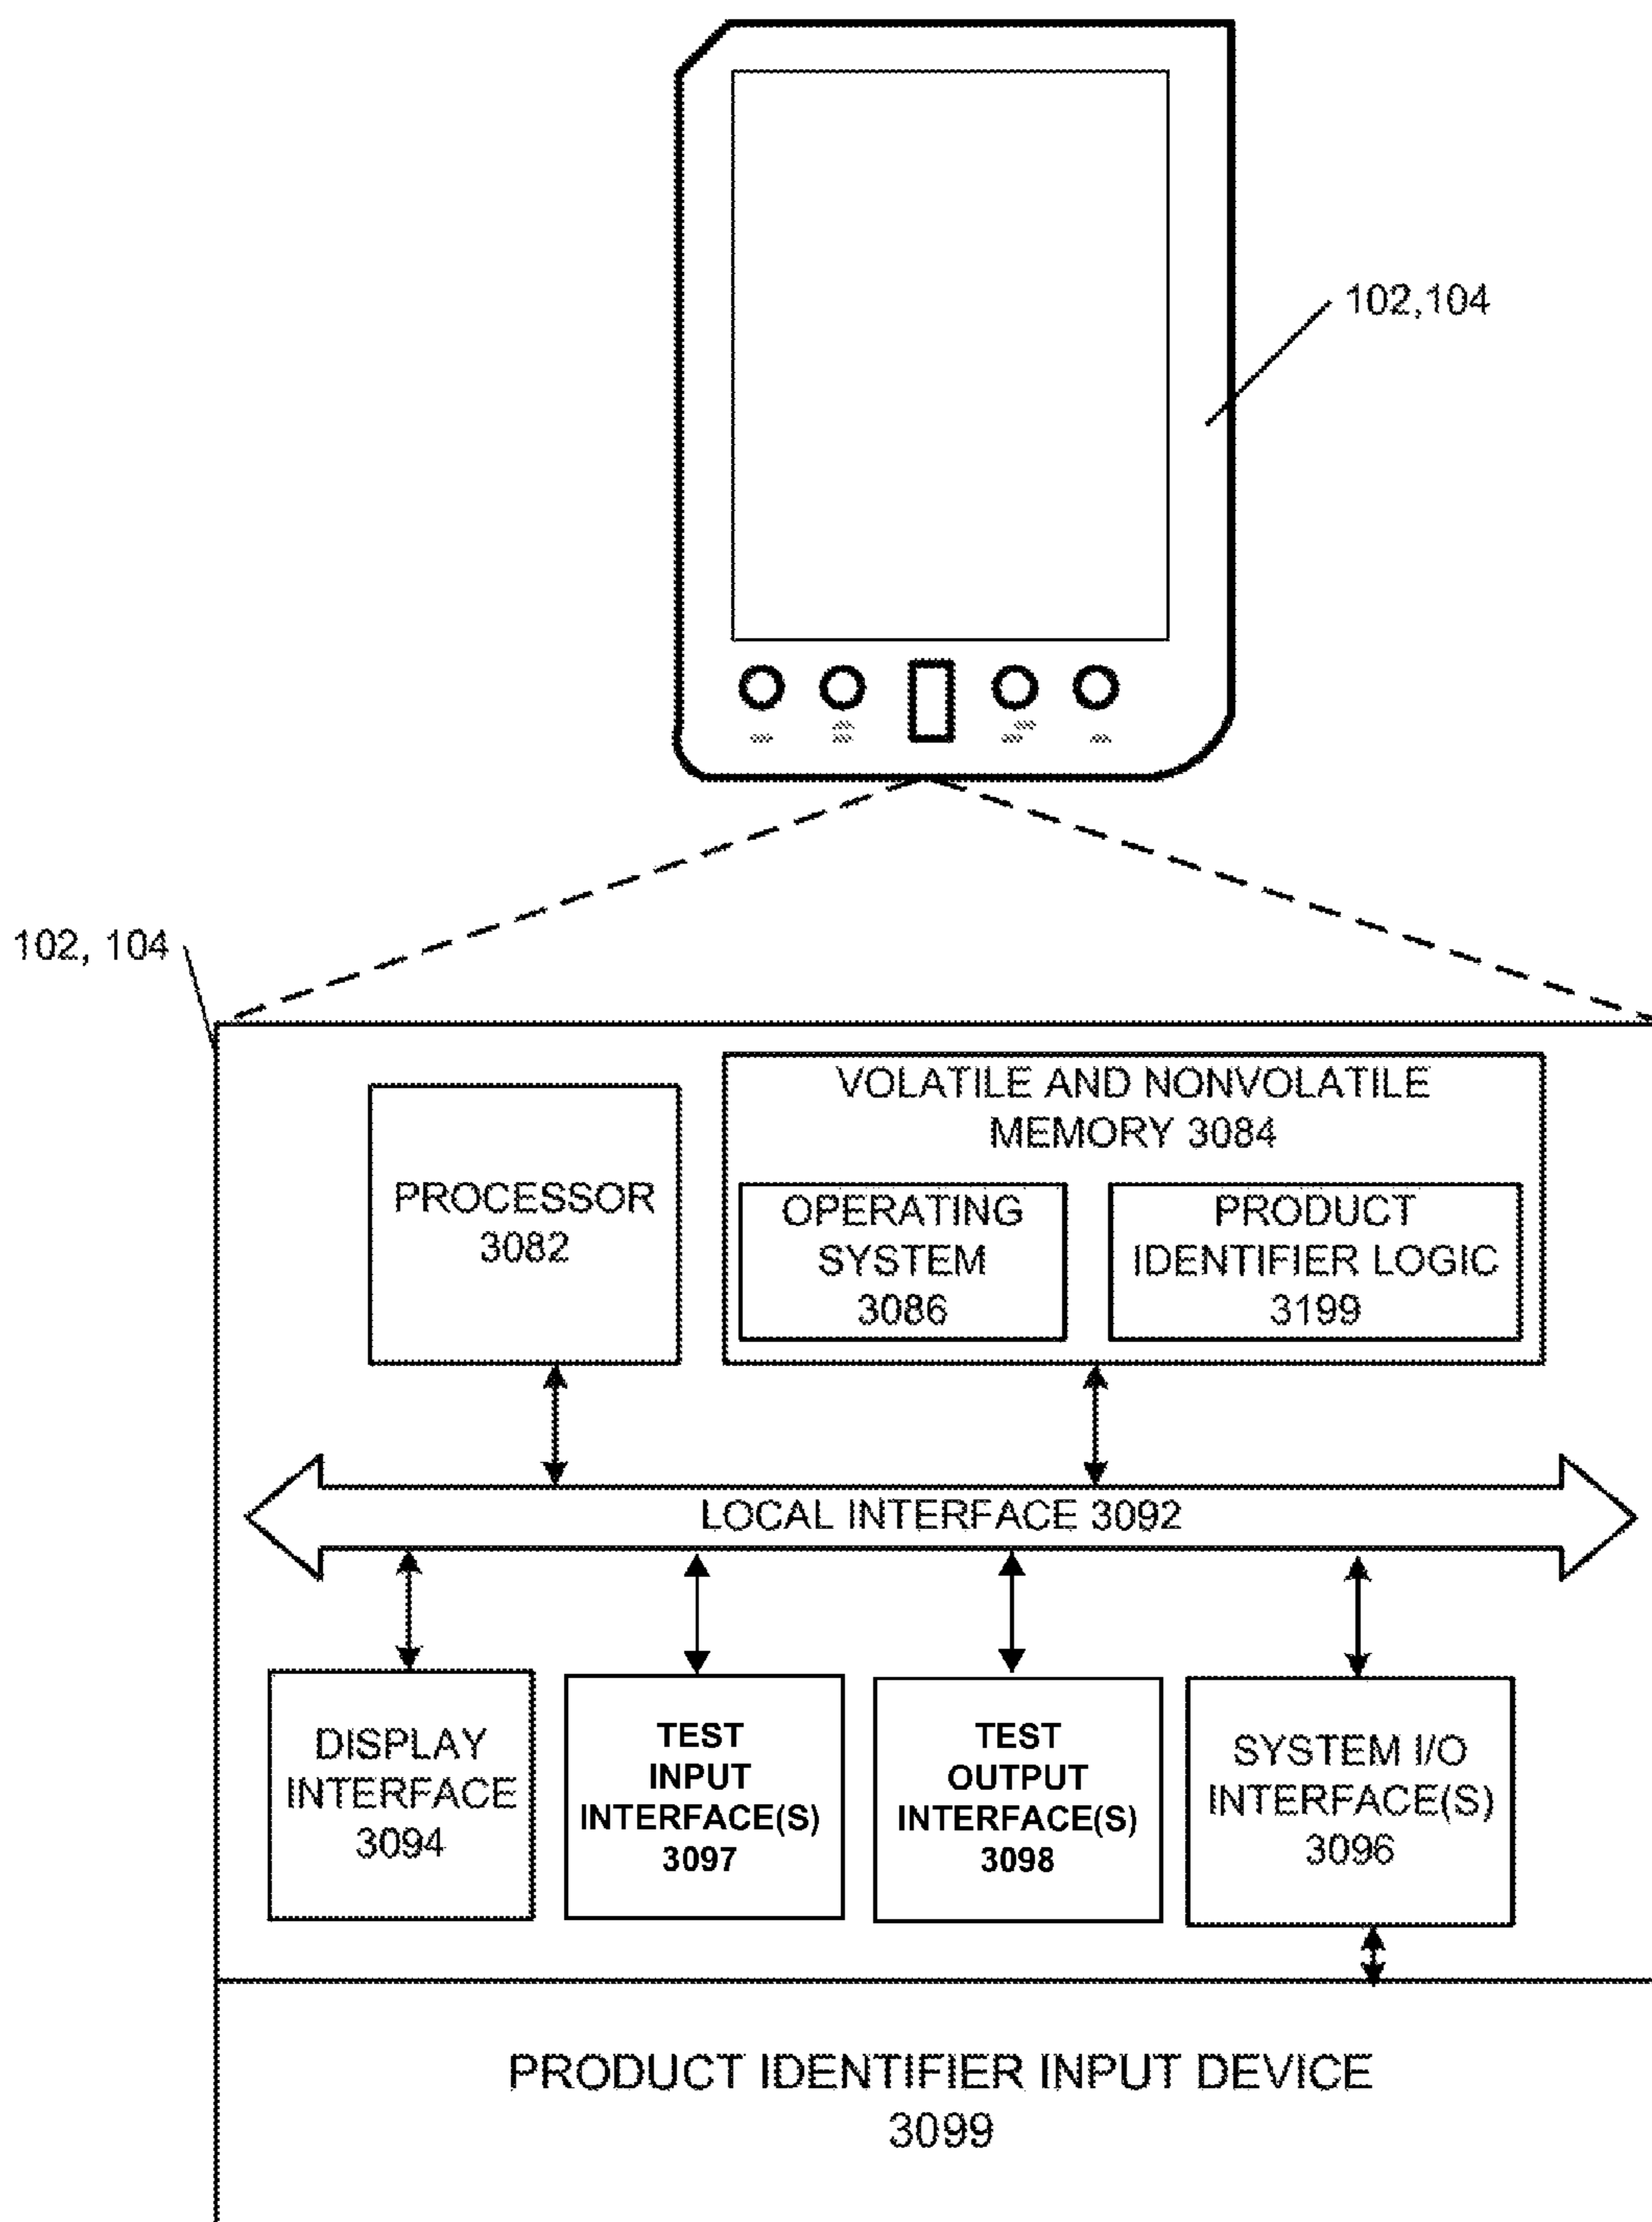 102,104
102, 104
VOLATILE AND NONVOLATILE
MEMORY 3084
PROCESSOR
3082
OPERATING
SYSTEM
3086
PRODUCT
IDENTIFIER LOGIC
3199
LOCAL INTERFACE 3092
DISPLAY
INTERFACE
3094
TEST
INPUT
INTERFACE(S)
3097
TEST
OUTPUT
INTERFACE(S)
3098
SYSTEM I/O
INTERFACE(S)
3096
PRODUCT IDENTIFIER INPUT DEVICE
3099